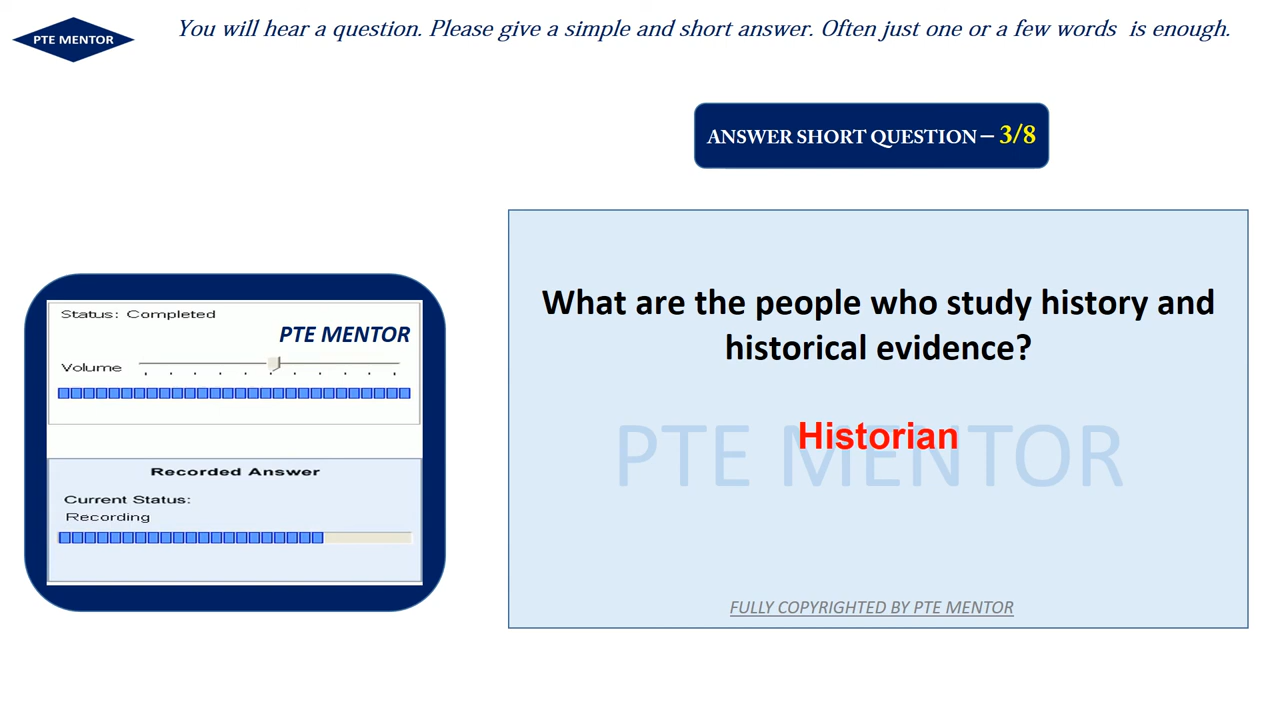 PTE MENTOR
You will hear a question. Please give a simple and short answer. Often just one or a few words is enough.
ANSWER SHORT QUESTION – 3/8
Status: Completed
PTE MENTOR
Volume
Recorded Answer
Current Status:
Recording
What are the people who study history and
historical evidence?
Historian
PTE MENTOR
FULLY COPYRIGHTED BY PTE MENTOR